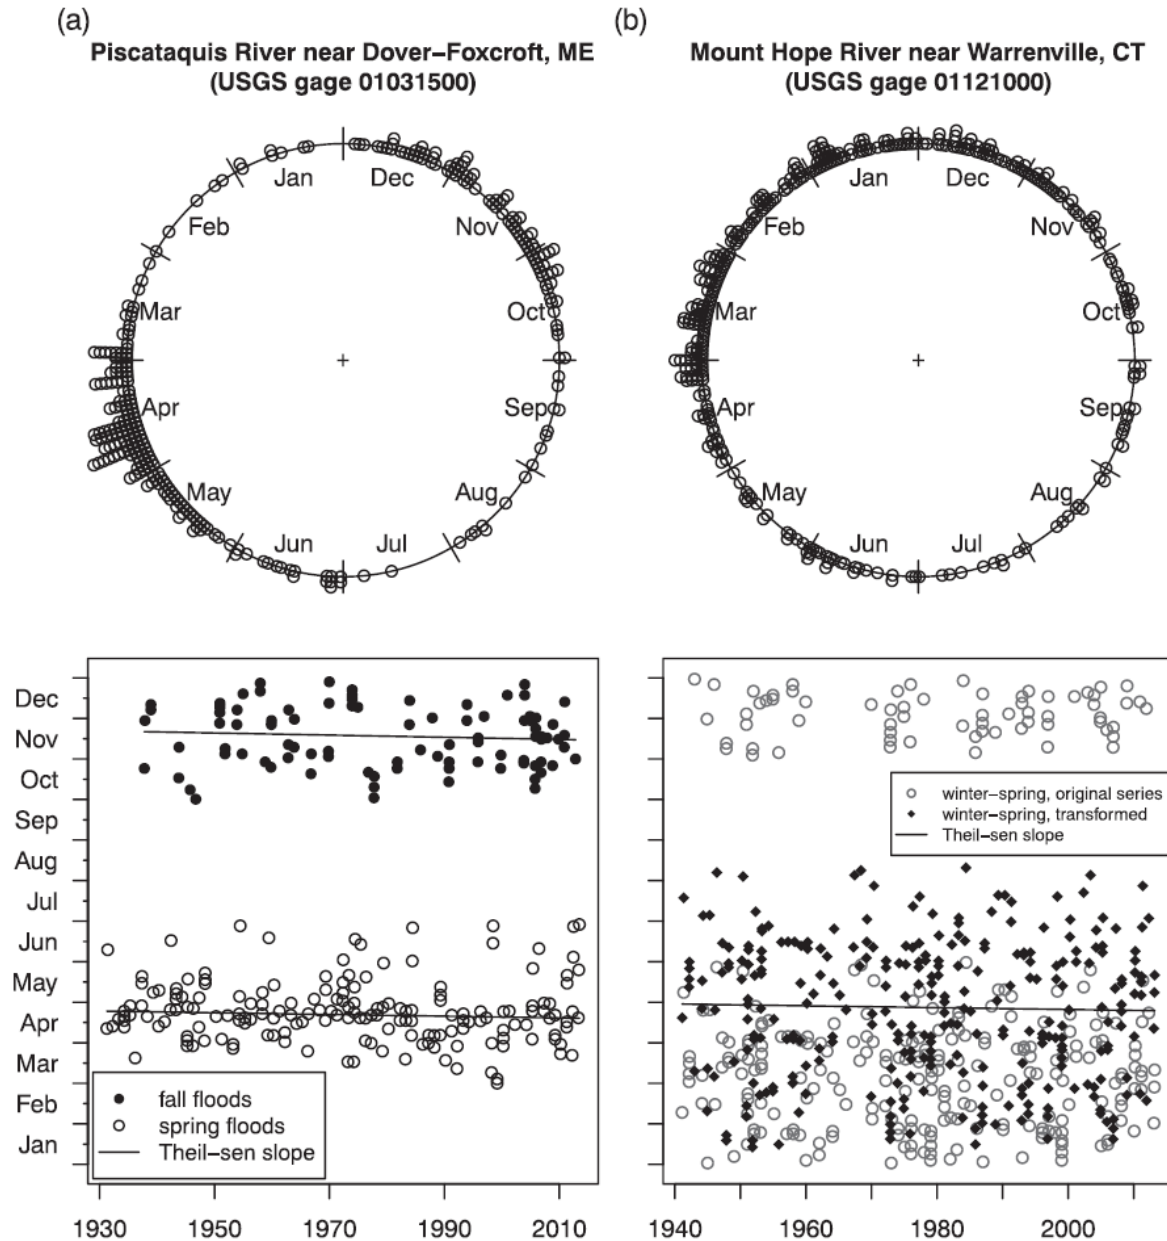 (a)
Piscataquis River near Dover–Foxcroft, ME
(USGS gage 01031500)
Jan
Dec
Feb
Nov
Mar
Oct
Apr
Sep
May
Aug
Jun
Jul
(b)
Mount Hope River near Warrenville, CT
(USGS gage 01121000)
Jan
Dec
Feb
Nov
Mar
Oct
Apr
Sep
May
Aug
Jun
Jul
Dec
Nov
Oct
Sep
Aug
Jul
Jun
May
Apr
Mar
Feb
Jan
fall floods
spring floods
Theil–sen slope
1930
1950
1970
1990
2010
winter–spring, original series
winter–spring, transformed
Theil–sen slope
1940
1960
1980
2000